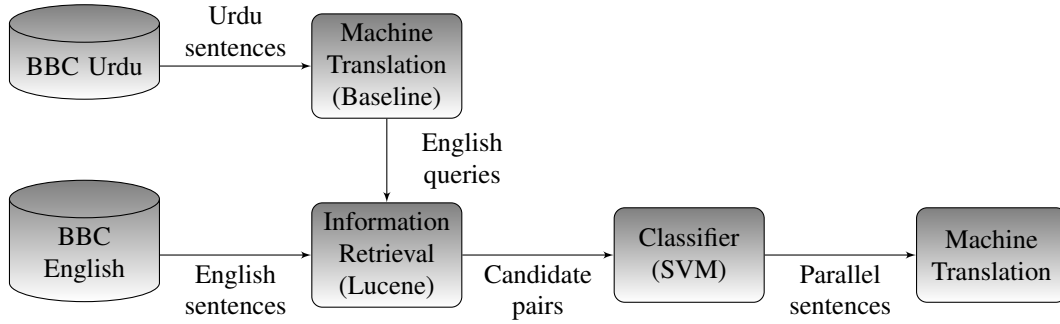 Urdu
sentences
BBC Urdu
Machine
Translation
(Baseline)
English
queries
BBC
English
English
sentences
Information
Retrieval
(Lucene)
Candidate
pairs
Classifier
(SVM)
Parallel
sentences
Machine
Translation